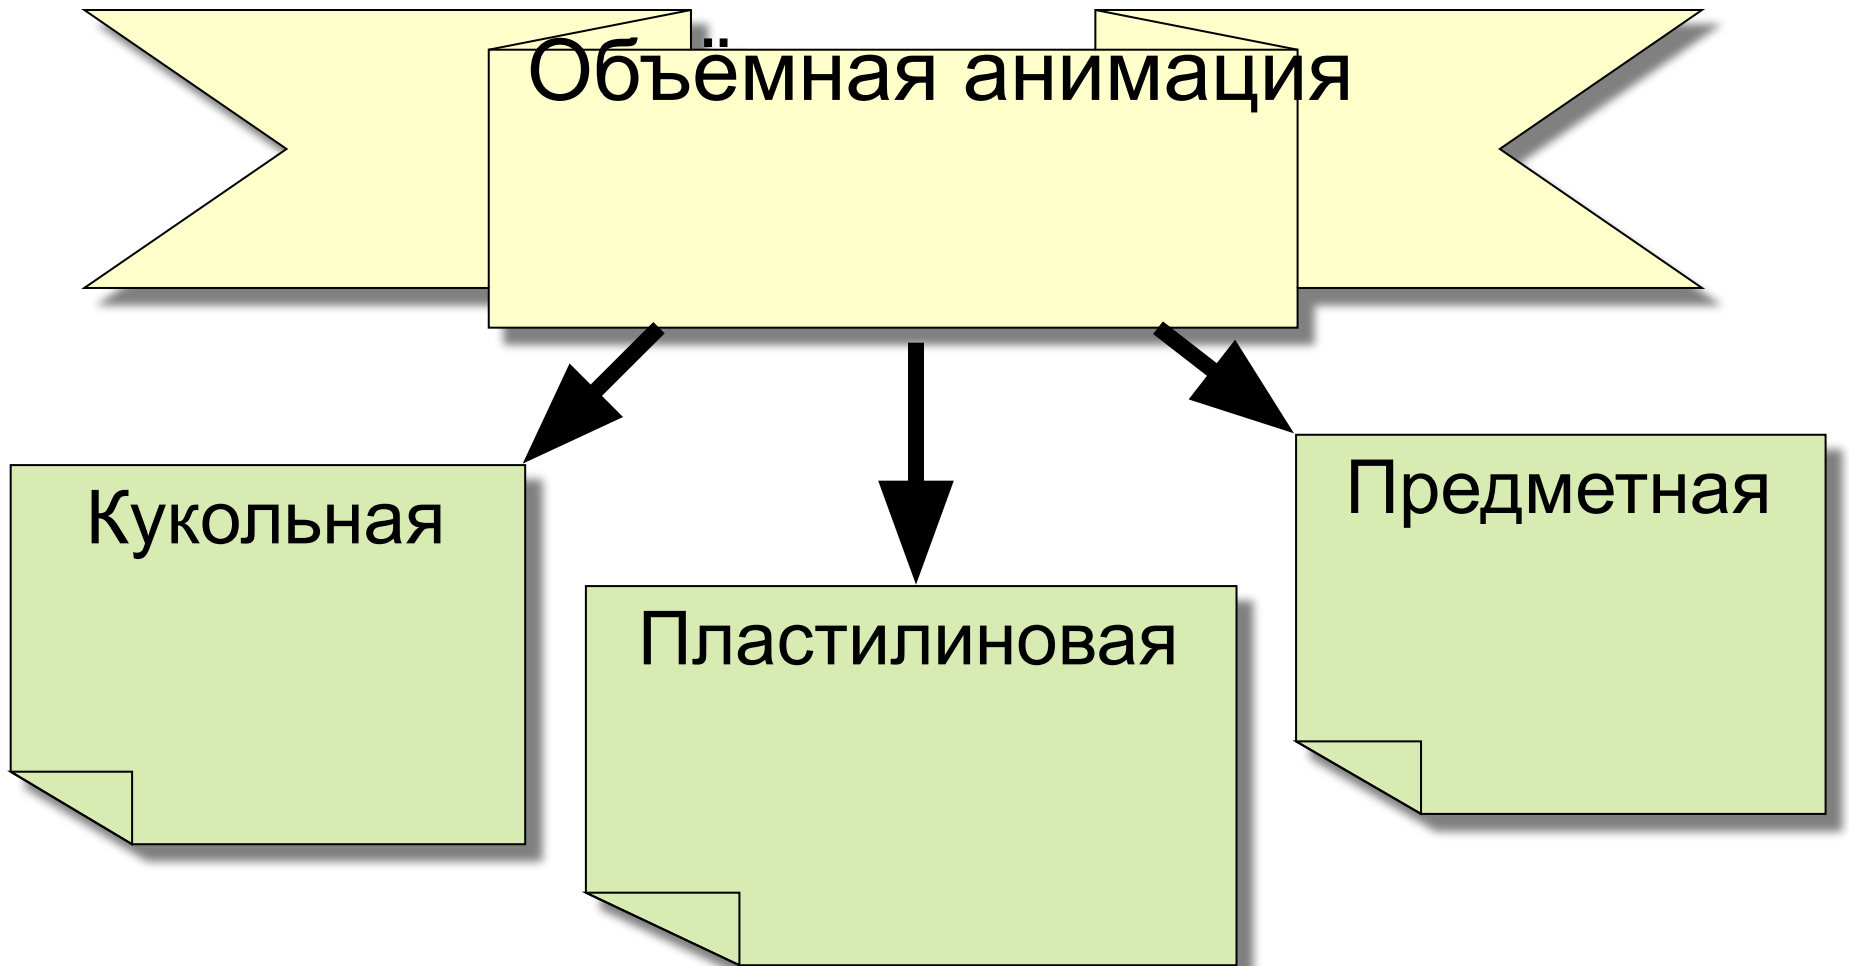 Объёмная анимация
Кукольная
Пластилиновая
Предметная